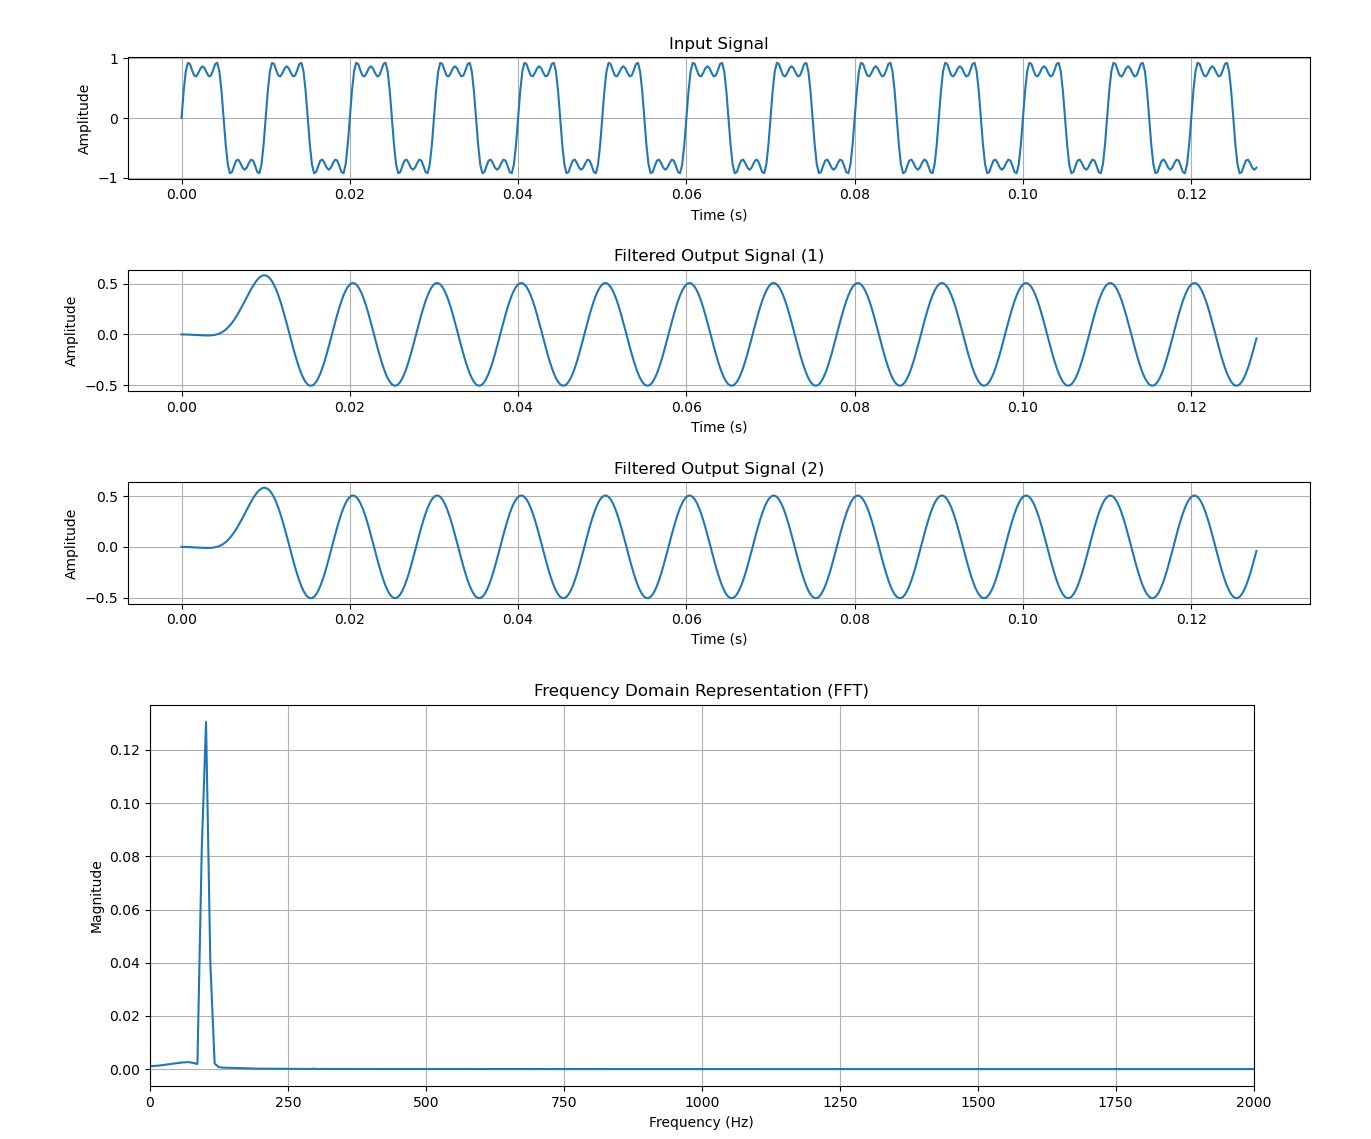 Input Signal
1
0
−1
Amplitude
0.00 0.02 0.04 0.06 0.08 0.10 0.12
Time (s)
Filtered Output Signal (1)
0.5
0.0
−0.5
Amplitude
0.00 0.02 0.04 0.06 0.08 0.10 0.12
Time (s)
Filtered Output Signal (2)
0.5
0.0
−0.5
Amplitude
0.00 0.02 0.04 0.06 0.08 0.10 0.12
Time (s)
Frequency Domain Representation (FFT)
0.12
0.10
0.08
0.06
0.04
0.02
0.00
Magnitude
0 250 500 750 1000 1250 1500 1750 2000
Frequency (Hz)